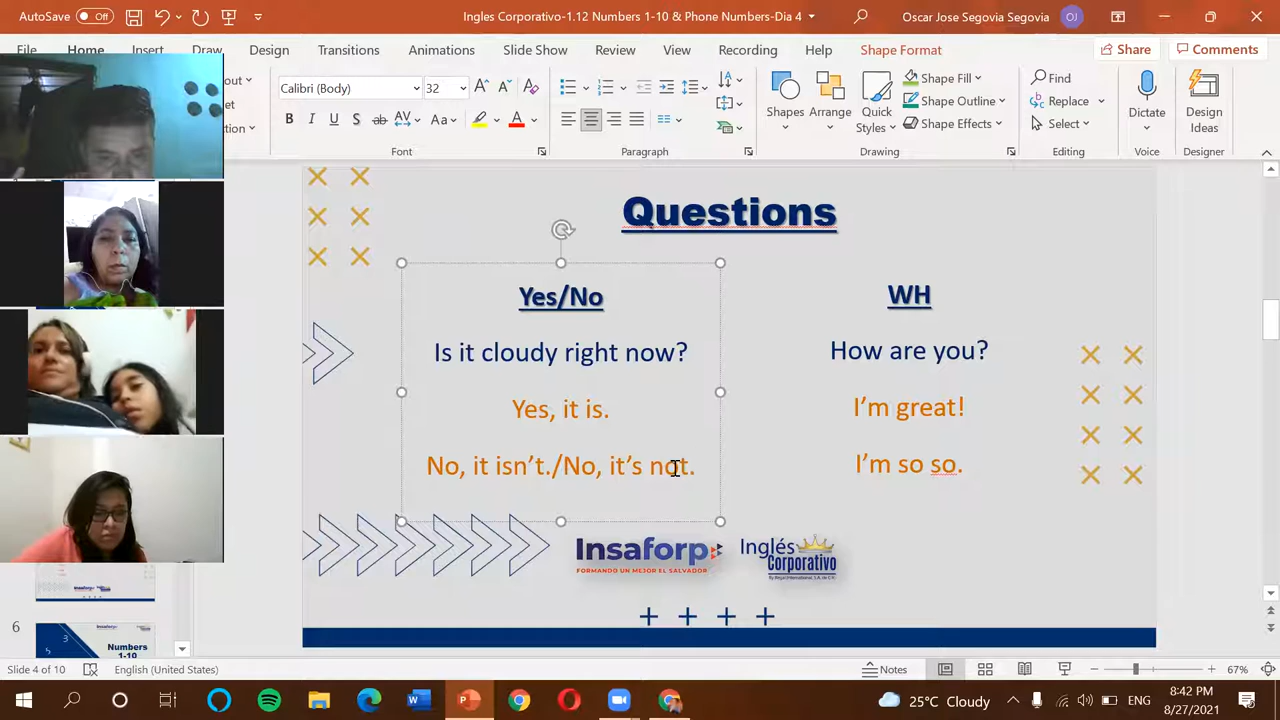 AutoSave Off
Ingles Corporativo-1.12 Numbers 1-10 & Phone Numbers-Dia 4
Oscar Jose Segovia Segovia OJ
File Home Insert Draw Design Transitions Animations Slide Show Review View Recording Help Shape Format
Share Comments
Calibri (Body) 32
Shapes
Arrange
Quick Styles
Shape Fill
Shape Outline
Shape Effects
Find
Replace
Select
Dictate
Design Ideas
Font Paragraph Drawing Editing Voice Designer
Questions
Yes/No
Is it cloudy right now?
Yes, it is.
No, it isn't./No, it's not.
WH
How are you?
I'm great!
I'm so so.
Insaforp
FORMANDO UN MEJOR EL SALVADOR
Inglés
Corporativo
6
Numbers
1-10
Slide 4 of 10 English (United States) Notes 67%
25°C Cloudy ENG 8:42 PM
8/27/2021